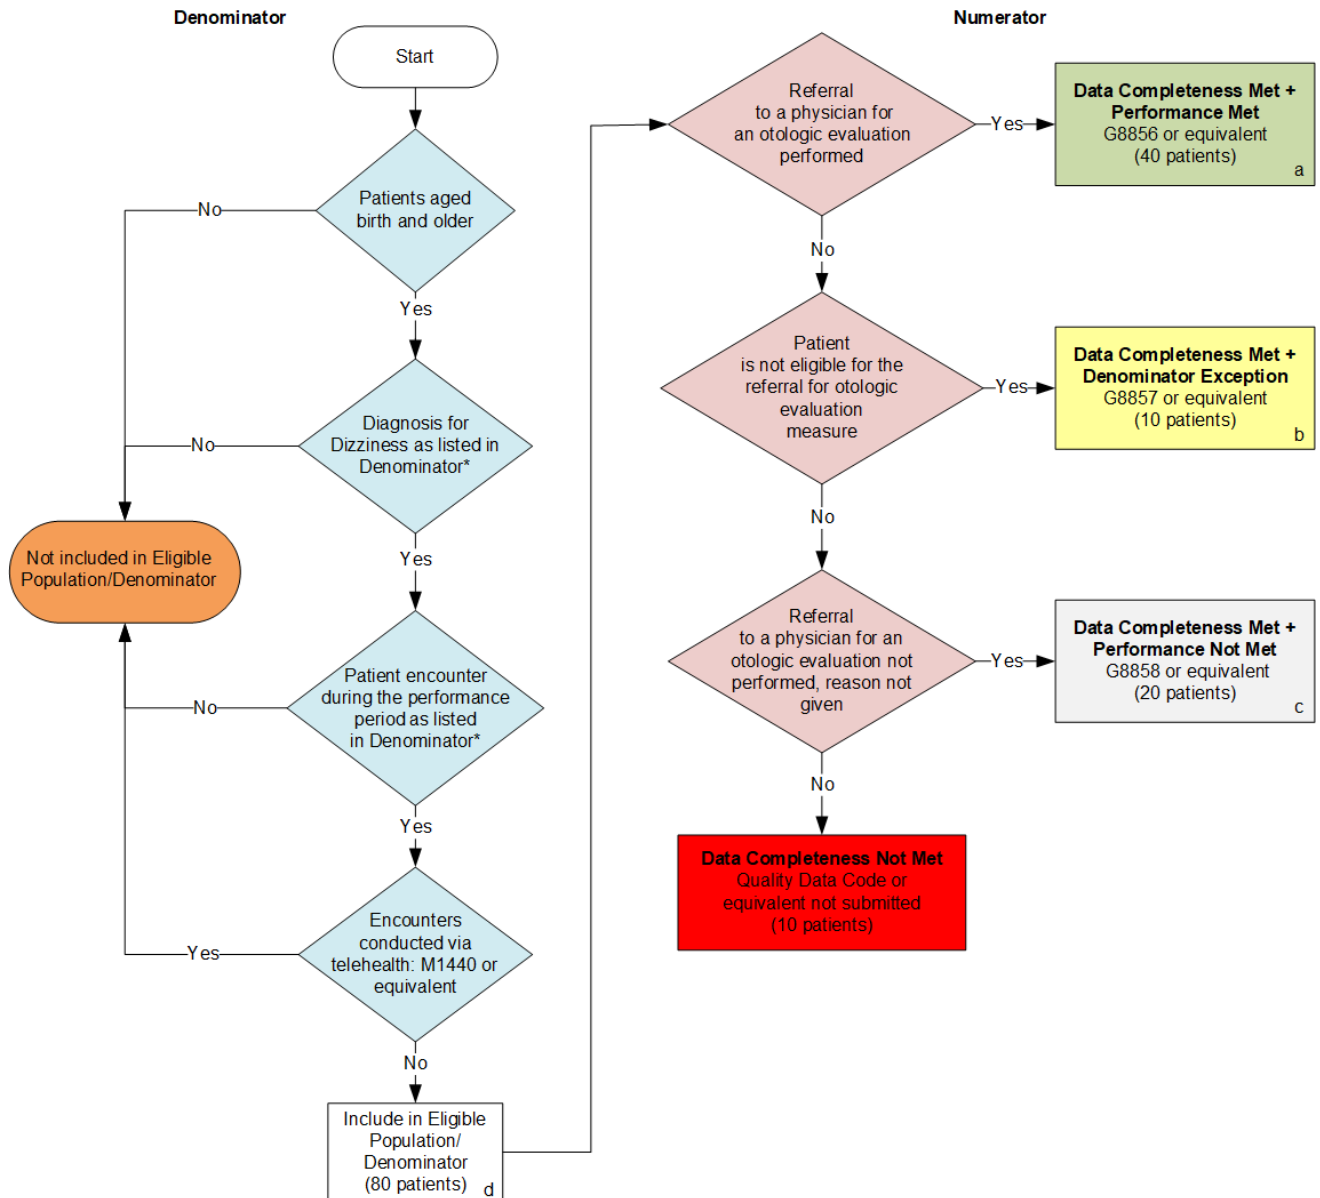 Denominator
Start
Patients aged
birth and older
No
Yes
Diagnosis for
Dizziness as listed in
Denominator*
No
Yes
Not included in Eligible
Population/Denominator
Patient encounter
during the performance
period as listed
in Denominator*
No
Yes
Encounters
conducted via
telehealth: M1440 or
equivalent
Yes
No
Include in Eligible
Population/
Denominator
(80 patients)
d
Numerator
Referral
to a physician for
an otologic evaluation
performed
Yes
Data Completeness Met +
Performance Met
G8856 or equivalent
(40 patients)
a
No
Patient
is not eligible for the
referral for otologic
evaluation
measure
Yes
Data Completeness Met +
Denominator Exception
G8857 or equivalent
(10 patients)
b
No
Referral
to a physician for an
otologic evaluation not
performed, reason not
given
Yes
Data Completeness Met +
Performance Not Met
G8858 or equivalent
(20 patients)
c
No
Data Completeness Not Met
Quality Data Code or
equivalent not submitted
(10 patients)